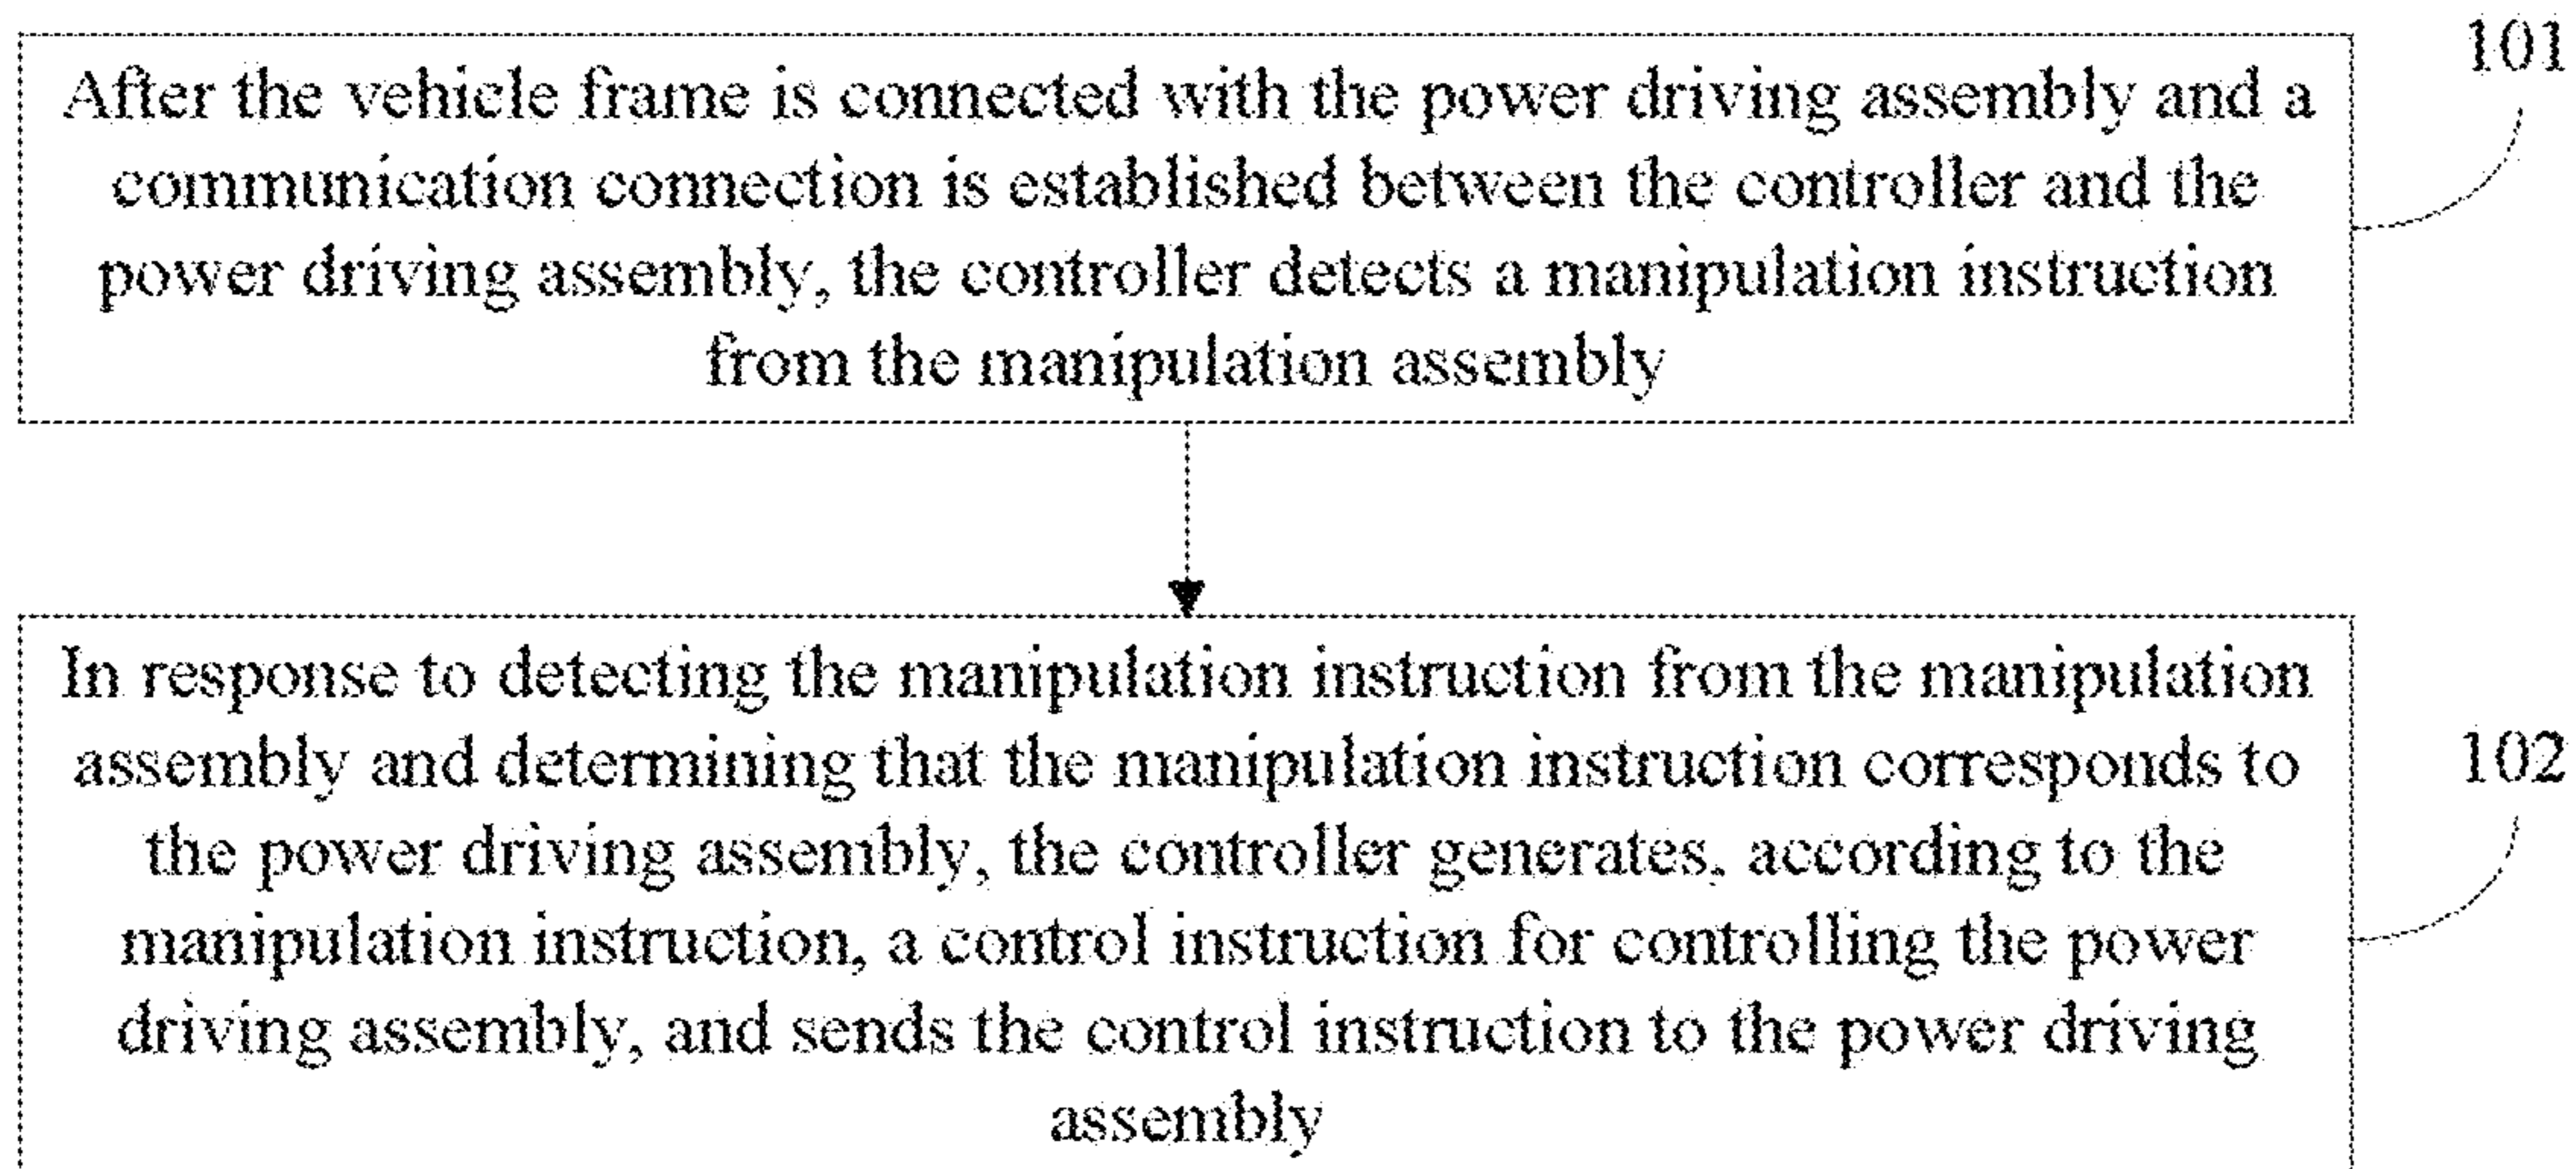 101
After the vehicle frame is connected with the power driving assembly and a
communication connection is established between the controller and the
power driving assembly, the controller detects a manipulation instruction
from the manipulation assembly
In response to detecting the manipulation instruction from the manipulation
assembly and determining that the manipulation instruction corresponds to
102
the power driving assembly, the controller generates, according to the
manipulation instruction, a control instruction for controlling the power
driving assembly, and sends the control instruction to the power driving
assembly